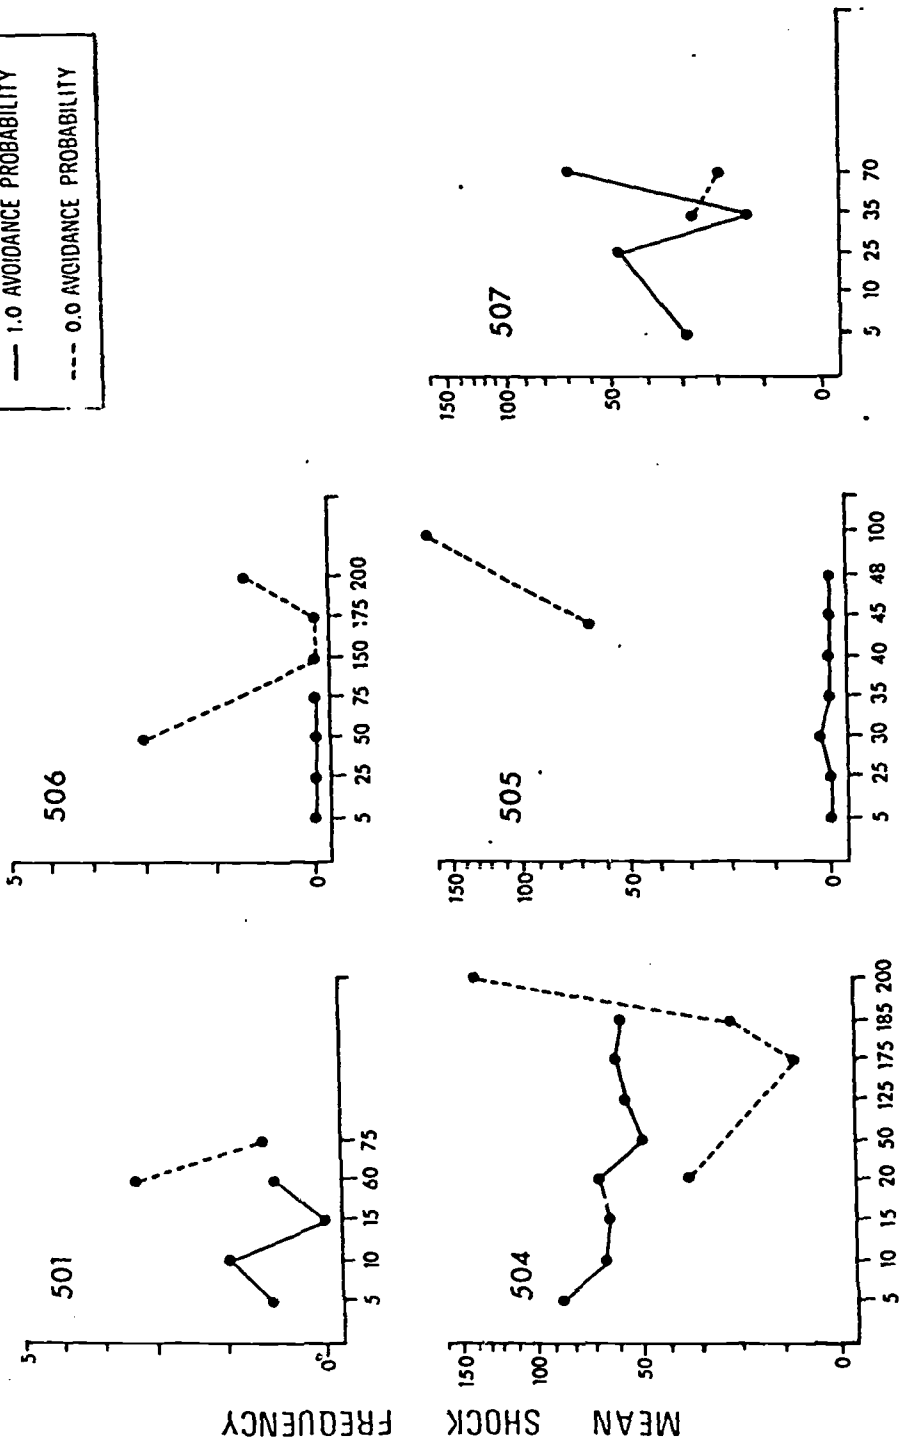 1.0 AVOIDANCE PROBABILITY
0.0 AVOIDANCE PROBABILITY
MEAN SHOCK FREQUENCY
501
5
0
5 10 15 60 75
506
5
0
5 25 50 75 150 175 200
504
150
100
50
0
5 10 15 20 50 125 175 185 200
505
150
100
50
0
5 25 30 35 40 45 48 100
507
150
100
50
0
5 10 25 35 70